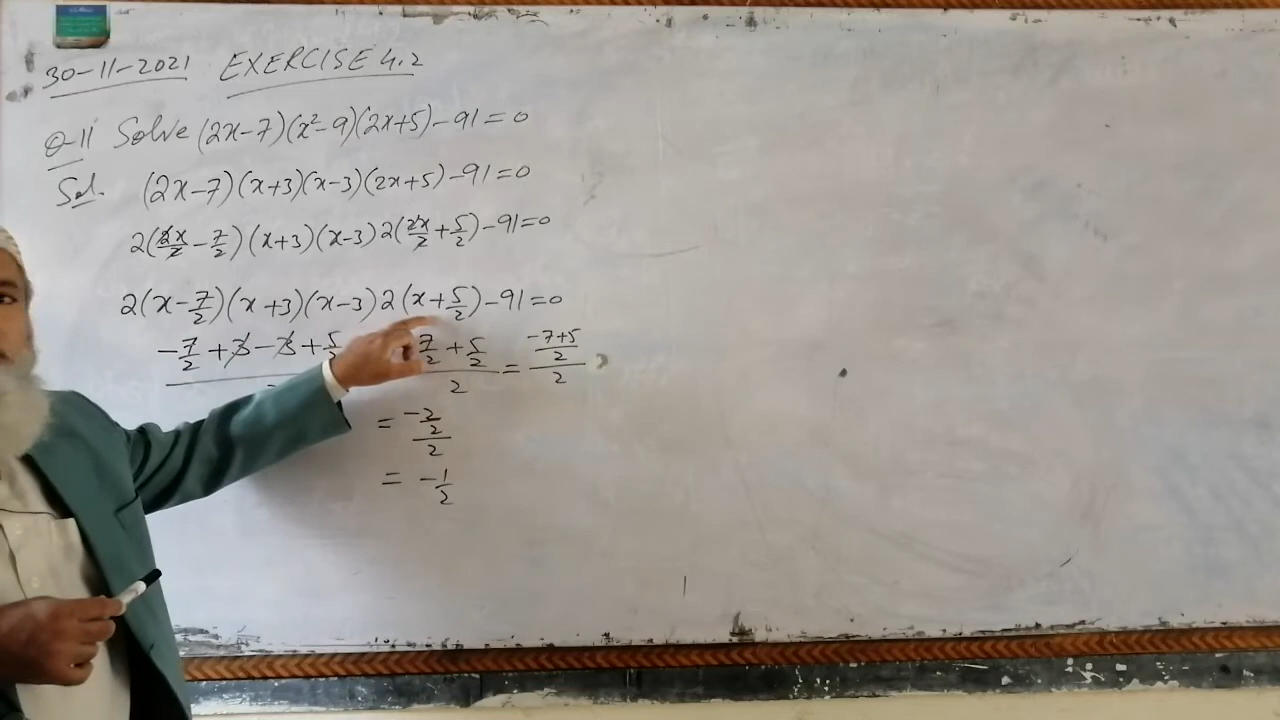 30-11-2021 EXERCISE 4.2
Q-11 Solve (2x-7)(x²-9)(2x+5)-91=0
Sol. (2x-7)(x+3)(x-3)(2x+5)-91=0
2(2x/2-7/2)(x+3)(x-3)2(2x/2+5/2)-91=0
2(x-7/2)(x+3)(x-3)2(x+5/2)-91=0
-7/2+3-3+5/2 7/2+5/2 / 2 = -7+5/2 / 2
= -2/2 / 2
= -1/2